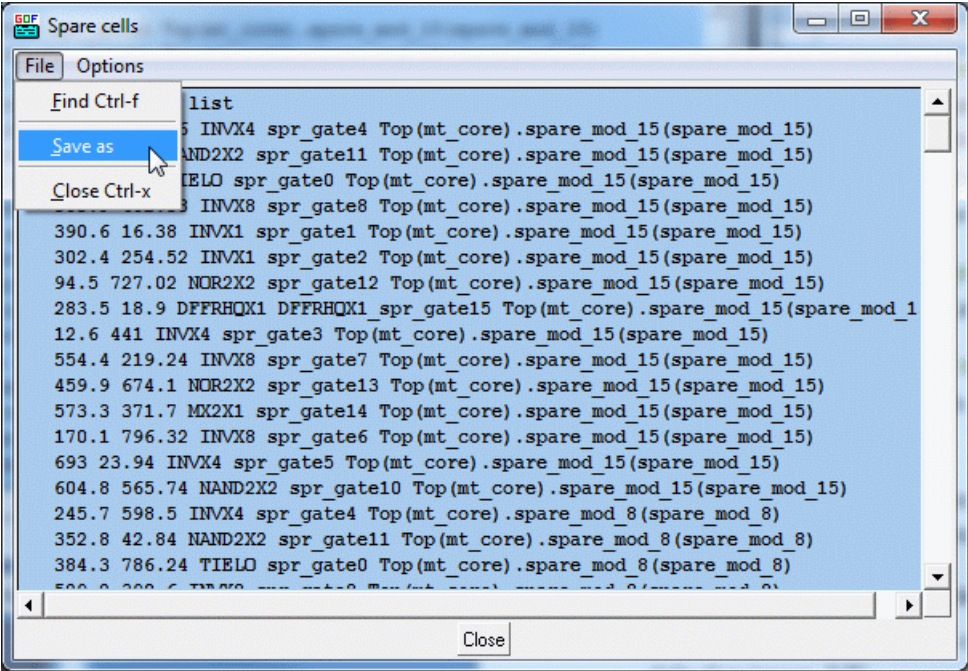 GOF
Spare cells
File Options
Find Ctrl-f
list
INVX4 spr_gate4 Top(mt_core).spare_mod_15(spare_mod_15)
Save as
spr_gate11 Top(mt_core).spare_mod_15(spare_mod_15)
spr_gate0 Top(mt_core).spare_mod_15(spare_mod_15)
Close Ctrl-x
INVX8 spr_gate8 Top(mt_core).spare_mod_15(spare_mod_15)
390.6 16.38 INVX1 spr_gate1 Top(mt_core).spare_mod_15(spare_mod_15)
302.4 254.52 INVX1 spr_gate2 Top(mt_core).spare_mod_15(spare_mod_15)
94.5 727.02 NOR2X2 spr_gate12 Top(mt_core).spare_mod_15(spare_mod_15)
283.5 18.9 DFFRHQX1 DFFRHQX1_spr_gate15 Top(mt_core).spare_mod_15(spare_mod_1
12.6 441 INVX4 spr_gate3 Top(mt_core).spare_mod_15(spare_mod_15)
554.4 219.24 INVX8 spr_gate7 Top(mt_core).spare_mod_15(spare_mod_15)
459.9 674.1 NOR2X2 spr_gate13 Top(mt_core).spare_mod_15(spare_mod_15)
573.3 371.7 MX2X1 spr_gate14 Top(mt_core).spare_mod_15(spare_mod_15)
170.1 796.32 INVX8 spr_gate6 Top(mt_core).spare_mod_15(spare_mod_15)
693 23.94 INVX4 spr_gate5 Top(mt_core).spare_mod_15(spare_mod_15)
604.8 565.74 NAND2X2 spr_gate10 Top(mt_core).spare_mod_15(spare_mod_15)
245.7 598.5 INVX4 spr_gate4 Top(mt_core).spare_mod_8(spare_mod_8)
352.8 42.84 NAND2X2 spr_gate11 Top(mt_core).spare_mod_8(spare_mod_8)
384.3 786.24 TIELO spr_gate0 Top(mt_core).spare_mod_8(spare_mod_8)
Close